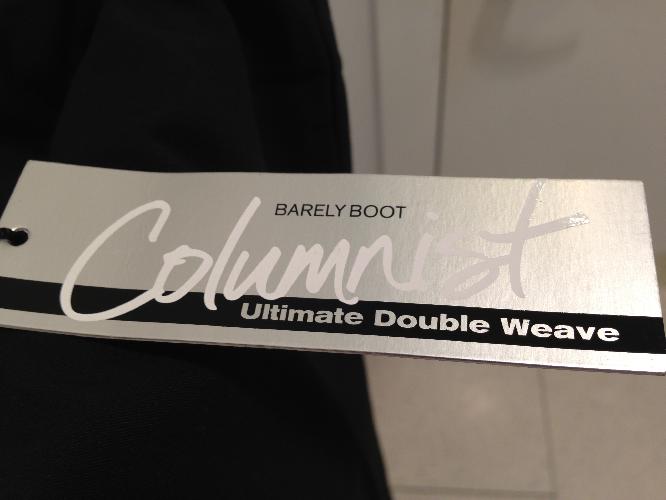 BARELY BOOT
Columnist
Ultimate Double Weave